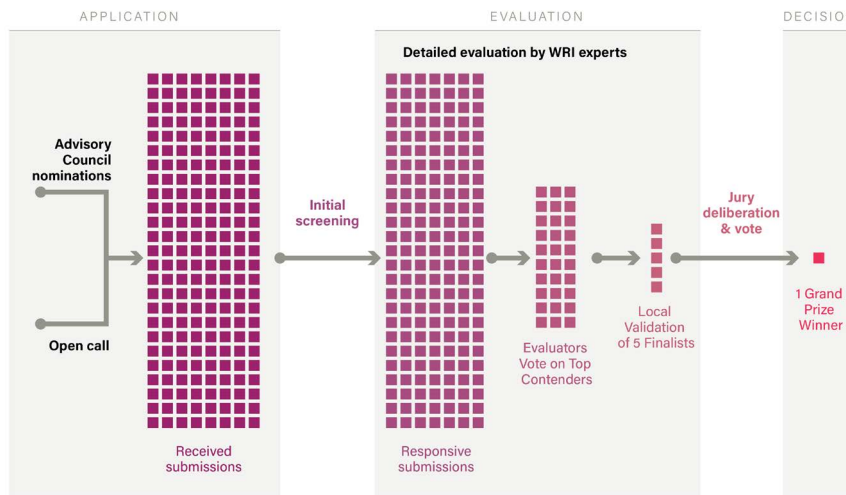 APPLICATION
EVALUATION
DECISIO
Detailed evaluation by WRI experts
Advisory
Council
nominations
Open call
Initial
screening
Jury
deliberation
& vote
Received
submissions
Responsive
submissions
Evaluators
Vote on Top
Contenders
Local
Validation
of 5 Finalists
1 Grand
Prize
Winner